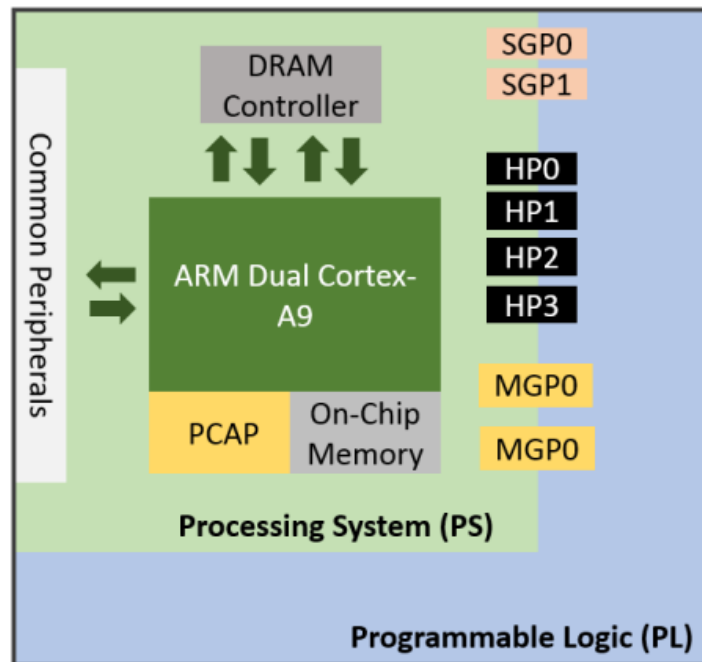 DRAM
Controller
SGP0
SGP1
Common Peripherals
HP0
HP1
HP2
HP3
ARM Dual Cortex-
A9
MGP0
MGP0
PCAP
On-Chip
Memory
Processing System (PS)
Programmable Logic (PL)